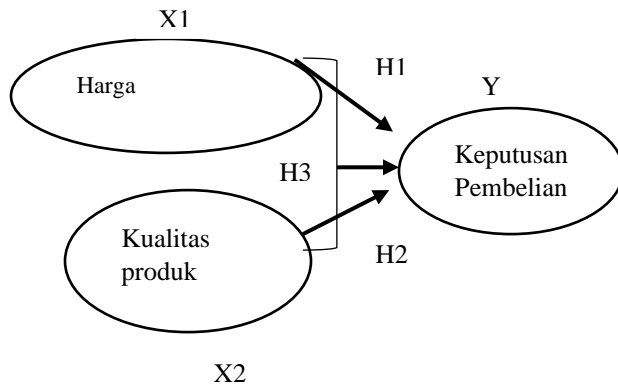 X1
Harga
H1
Y
Keputusan
Pembelian
H3
Kualitas
produk
H2
X2